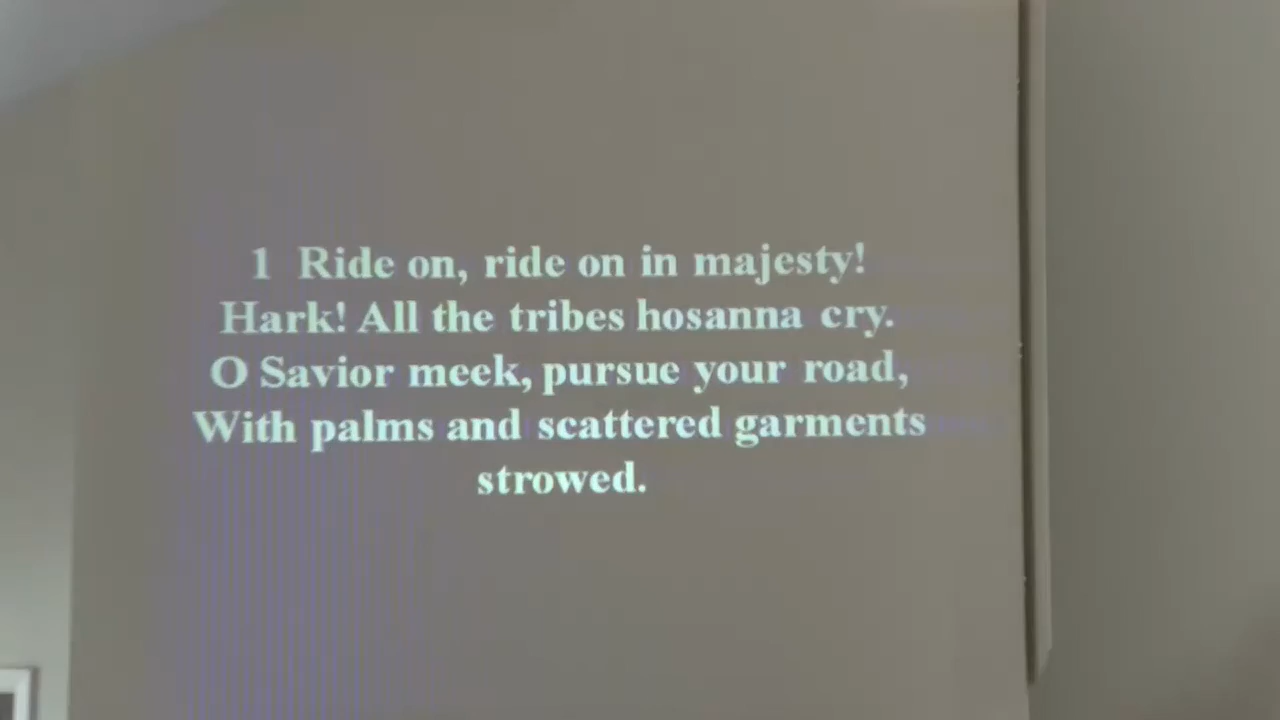 1 Ride on, ride on in majesty!
Hark! All the tribes hosanna cry.
O Savior meek, pursue your road,
With palms and scattered garments
strowed.